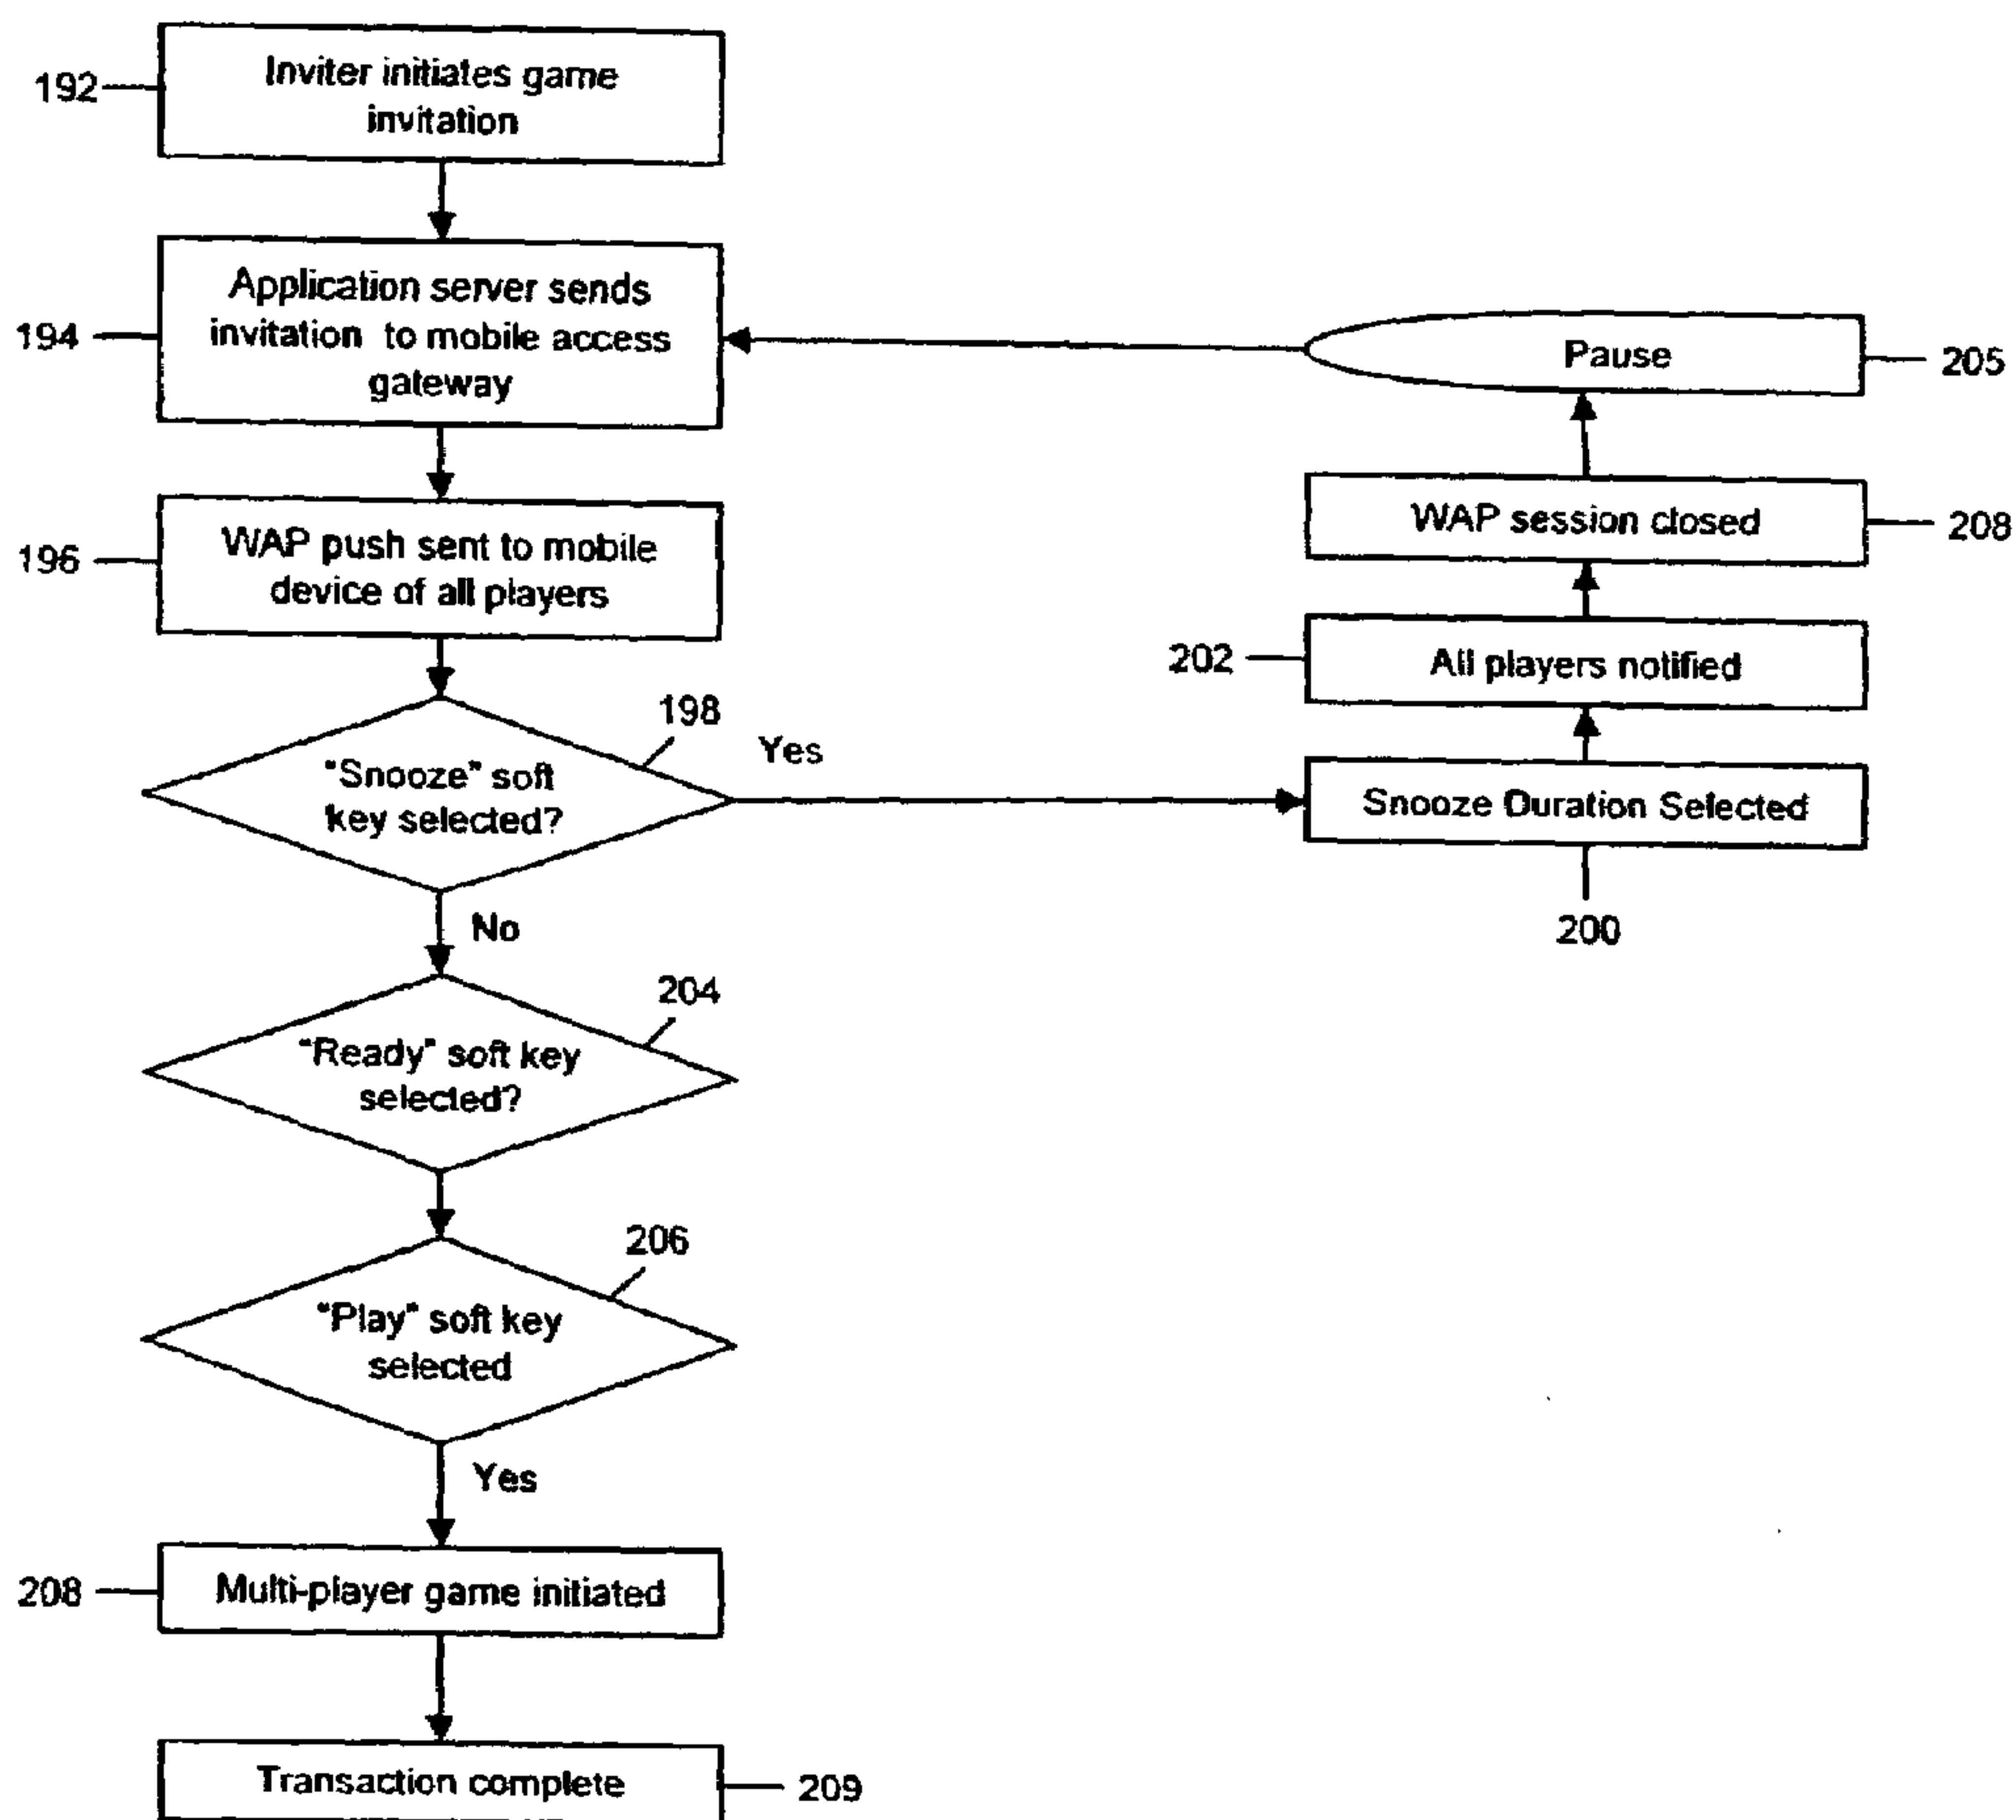 192
Inviter initiates game
invitation
194
Application server sends
invitation to mobile access
gateway
Pause
205
196
WAP push sent to mobile
device of all players
WAP session closed
208
202
All players notified
198
"Snooze" soft
key selected?
Yes
Snooze Duration Selected
200
No
204
"Ready" soft key
selected?
206
"Play" soft key
selected
Yes
208
Multi-player game initiated
Transaction complete
209